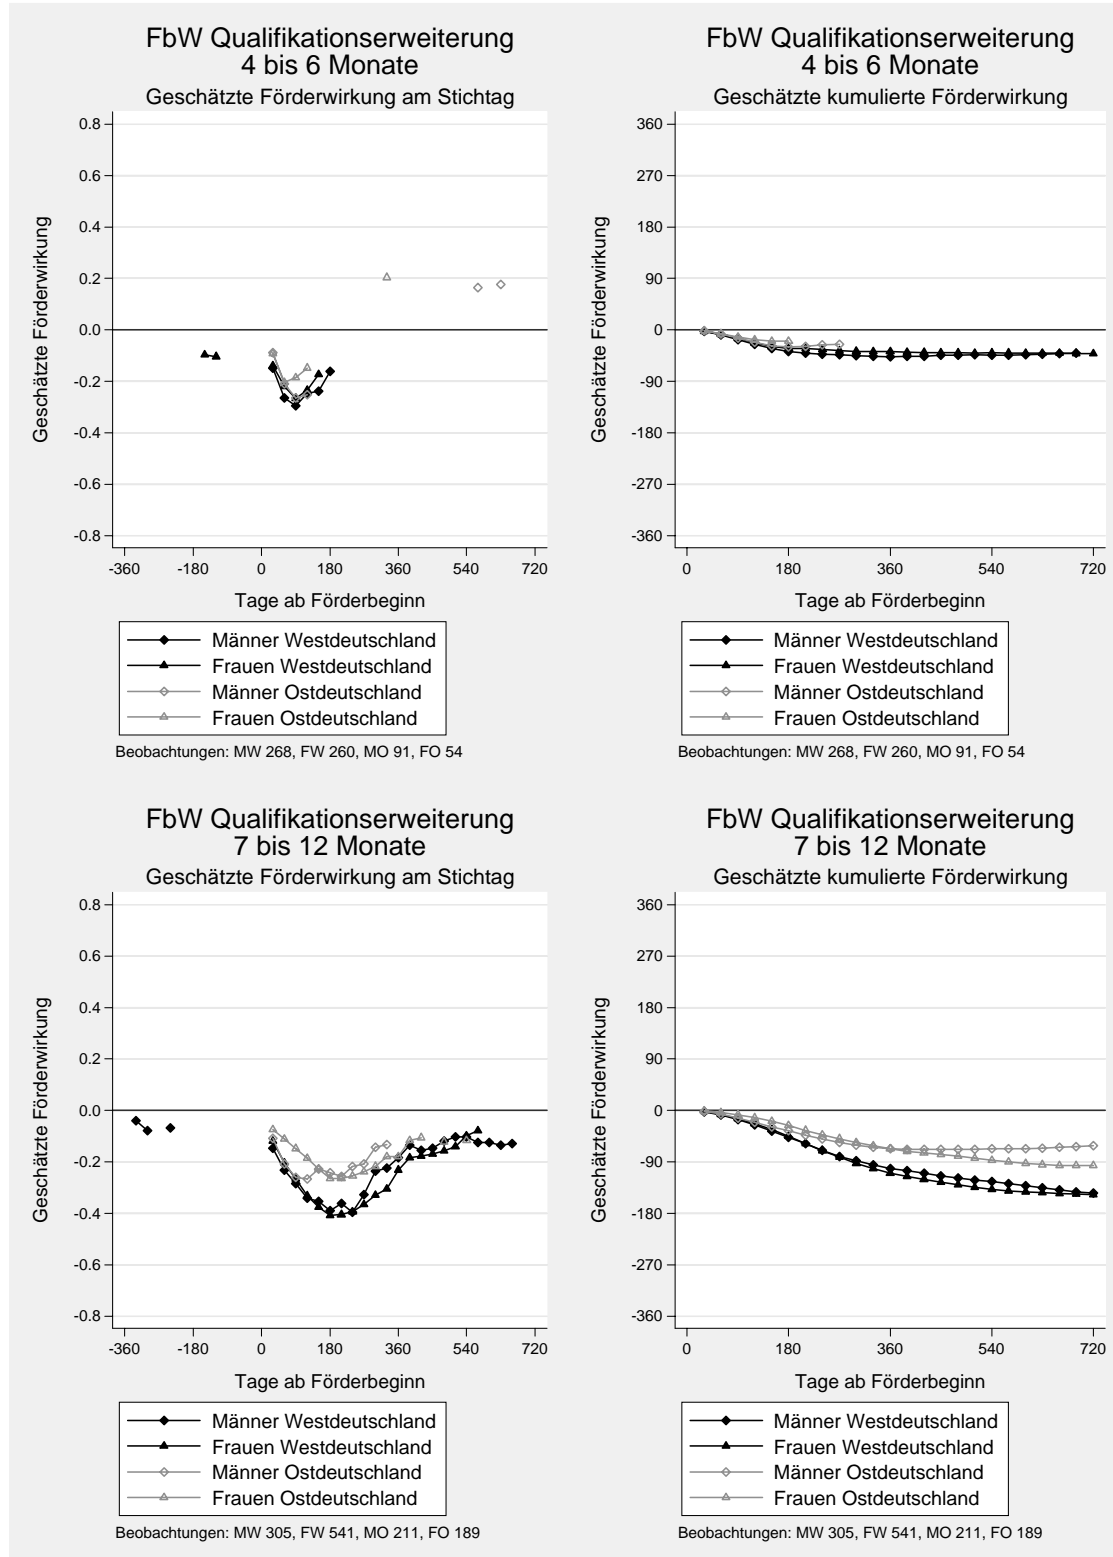 FbW Qualifikationserweiterung
4 bis 6 Monate
Geschätzte Förderwirkung am Stichtag
Geschätzte Förderwirkung
0.8
0.6
0.4
0.2
0.0
-0.2
-0.4
-0.6
-0.8
-360 -180 0 180 360 540 720
Tage ab Förderbeginn
Männer Westdeutschland
Frauen Westdeutschland
Männer Ostdeutschland
Frauen Ostdeutschland
Beobachtungen: MW 268, FW 260, MO 91, FO 54
FbW Qualifikationserweiterung
4 bis 6 Monate
Geschätzte kumulierte Förderwirkung
Geschätzte Förderwirkung
360
270
180
90
0
-90
-180
-270
-360
0 180 360 540 720
Tage ab Förderbeginn
Männer Westdeutschland
Frauen Westdeutschland
Männer Ostdeutschland
Frauen Ostdeutschland
Beobachtungen: MW 268, FW 260, MO 91, FO 54
FbW Qualifikationserweiterung
7 bis 12 Monate
Geschätzte Förderwirkung am Stichtag
Geschätzte Förderwirkung
0.8
0.6
0.4
0.2
0.0
-0.2
-0.4
-0.6
-0.8
-360 -180 0 180 360 540 720
Tage ab Förderbeginn
Männer Westdeutschland
Frauen Westdeutschland
Männer Ostdeutschland
Frauen Ostdeutschland
Beobachtungen: MW 305, FW 541, MO 211, FO 189
FbW Qualifikationserweiterung
7 bis 12 Monate
Geschätzte kumulierte Förderwirkung
Geschätzte Förderwirkung
360
270
180
90
0
-90
-180
-270
-360
0 180 360 540 720
Tage ab Förderbeginn
Männer Westdeutschland
Frauen Westdeutschland
Männer Ostdeutschland
Frauen Ostdeutschland
Beobachtungen: MW 305, FW 541, MO 211, FO 189